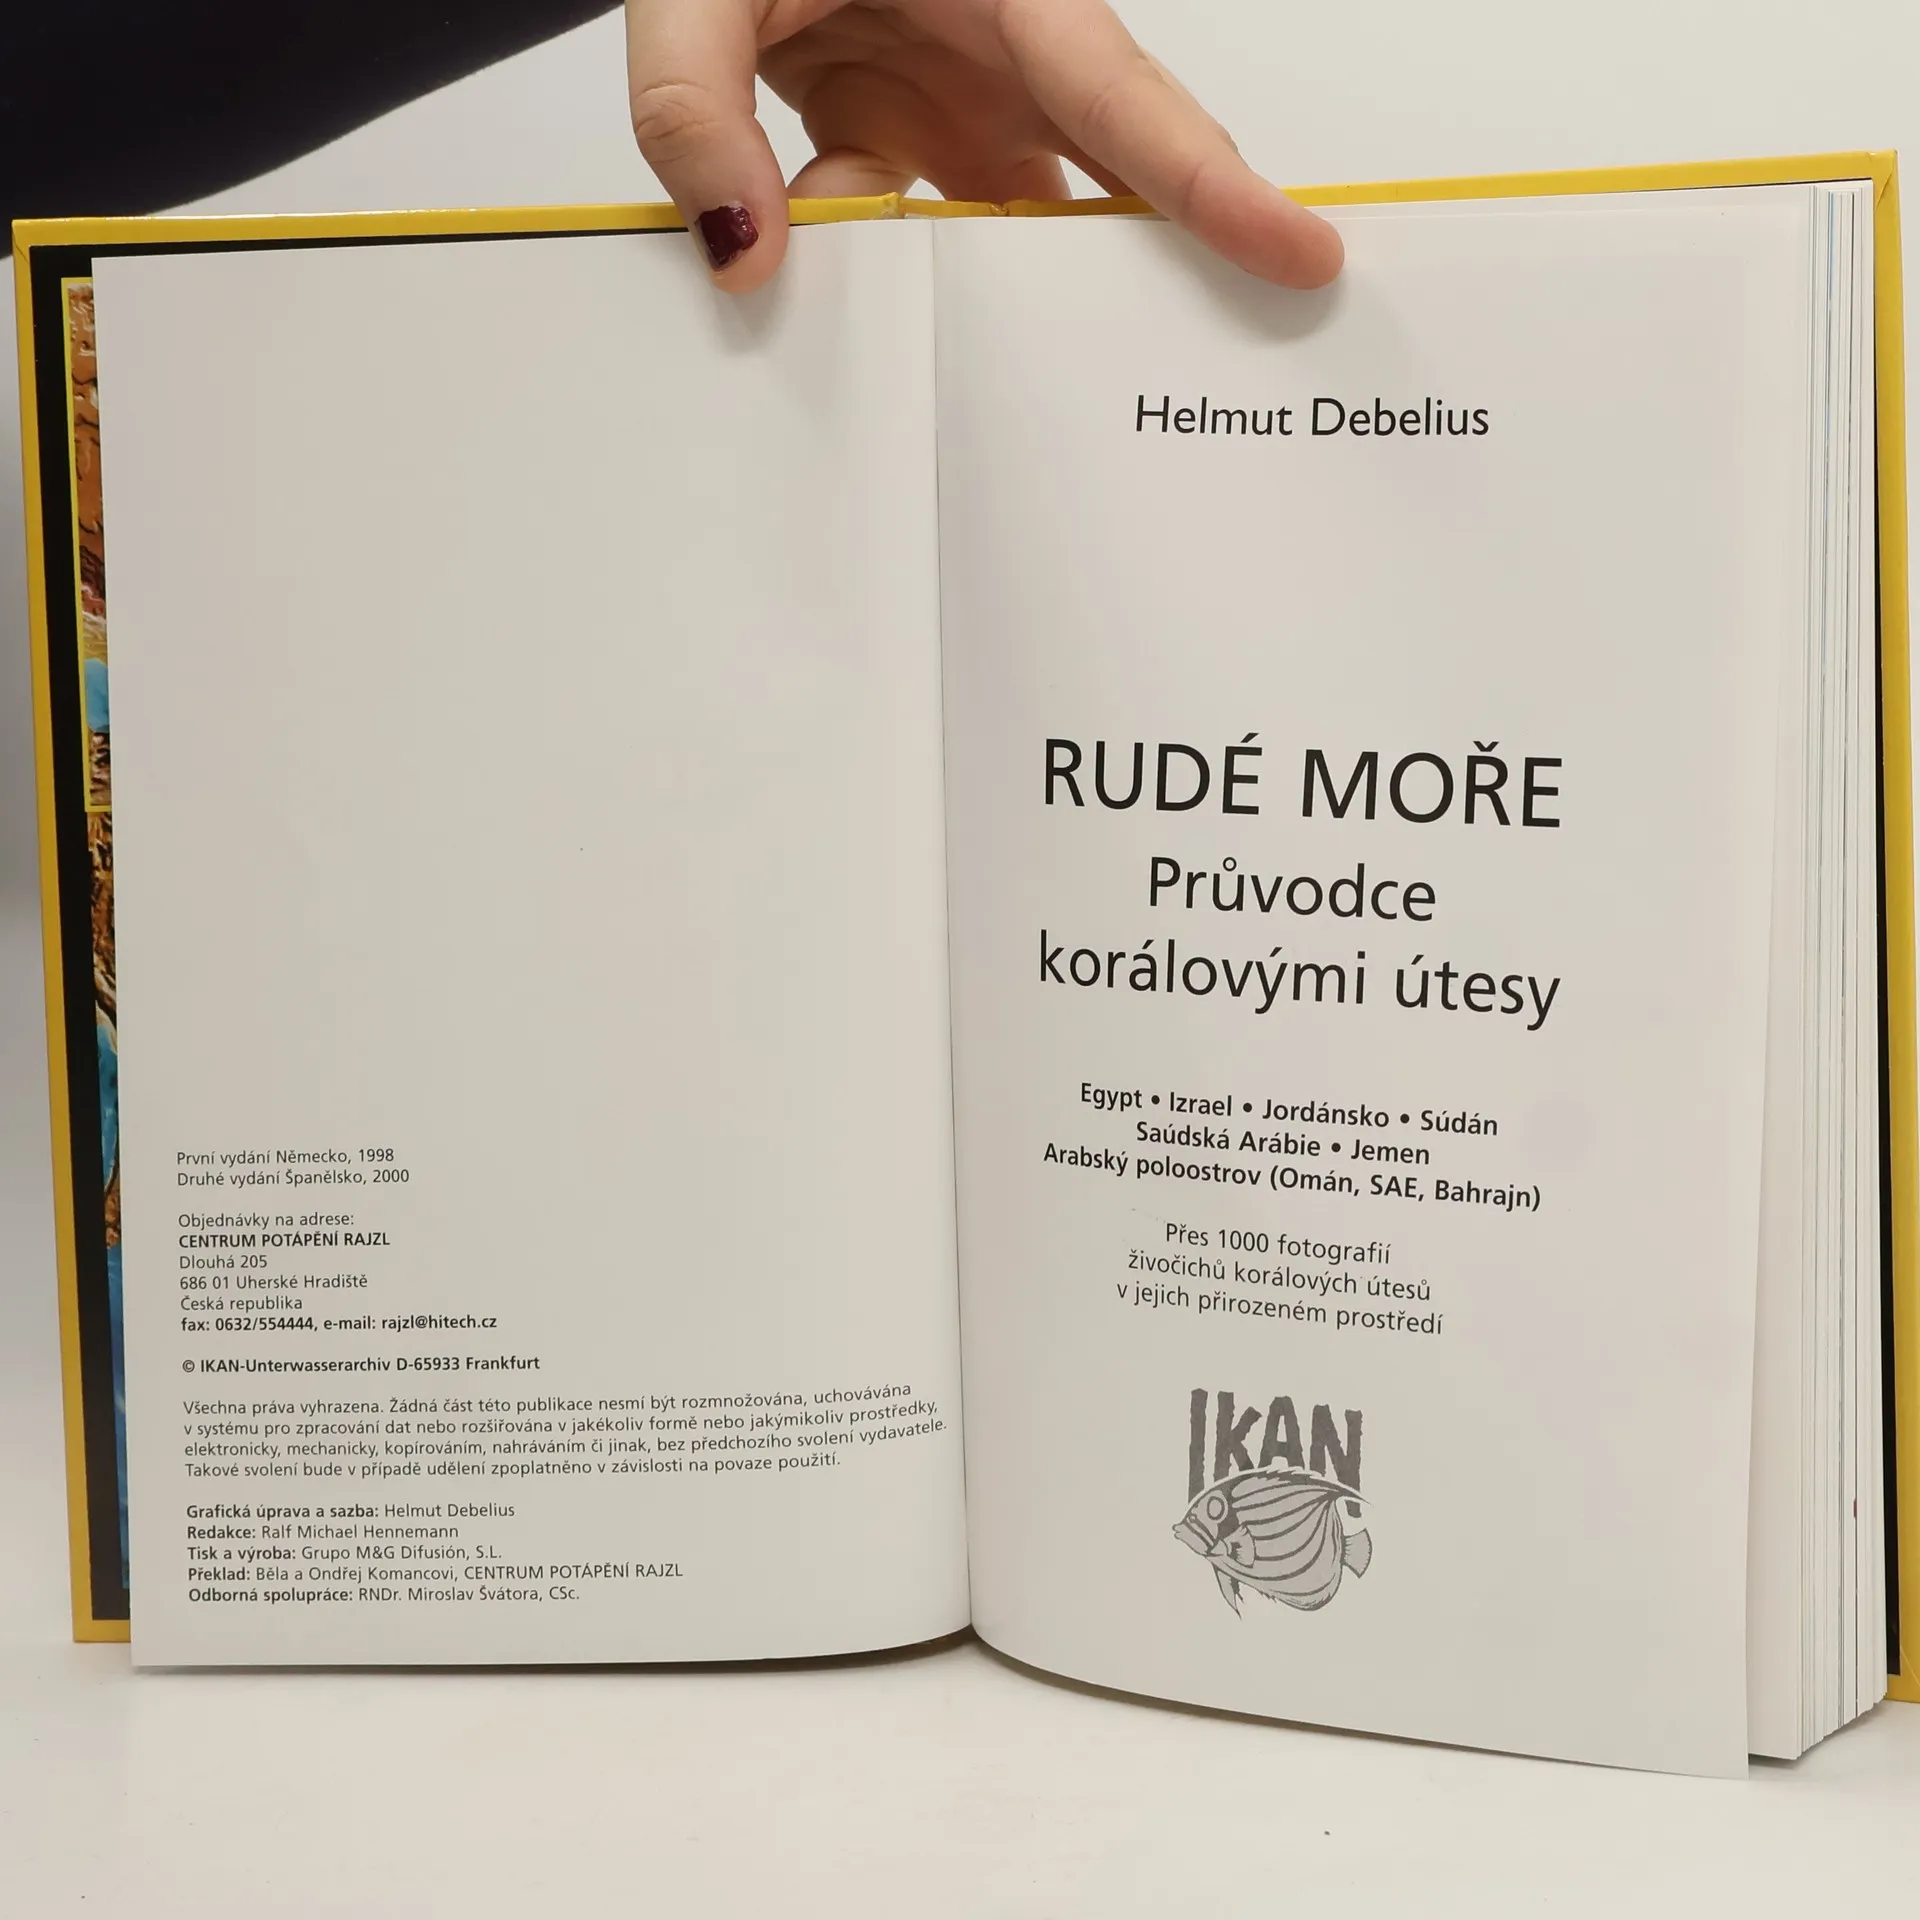 První vydání Německo, 1998
Druhé vydání Španělsko, 2000
Objednávky na adrese:
CENTRUM POTÁPĚNÍ RAJZL
Dlouhá 205
686 01 Uherské Hradiště
Česká republika
fax: 0632/554444, e-mail: rajzl@hitech.cz
© IKAN-Unterwasserarchiv D-65933 Frankfurt
Všechna práva vyhrazena. Žádná část této publikace nesmí být rozmnožována, uchovávána
v systému pro zpracování dat nebo rozšiřována v jakékoliv formě nebo jakýmikoliv prostředky,
elektronicky, mechanicky, kopírováním, nahráváním či jinak, bez předchozího svolení vydavatele.
Takové svolení bude v případě udělení zpoplatněno v závislosti na povaze použití.
Grafická úprava a sazba: Helmut Debelius
Redakce: Ralf Michael Hennemann
Tisk a výroba: Grupo M&G Difusión, S.L.
Překlad: Běla a Ondřej Komancovi, CENTRUM POTÁPĚNÍ RAJZL
Odborná spolupráce: RNDr. Miroslav Švátora, CSc.
Helmut Debelius
RUDÉ MOŘE
Průvodce
korálovými útesy
Egypt • Izrael • Jordánsko • Súdán
Saúdská Arábie • Jemen
Arabský poloostrov (Omán, SAE, Bahrajn)
Přes 1000 fotografií
živočichů korálových útesů
v jejich přirozeném prostředí
IKAN